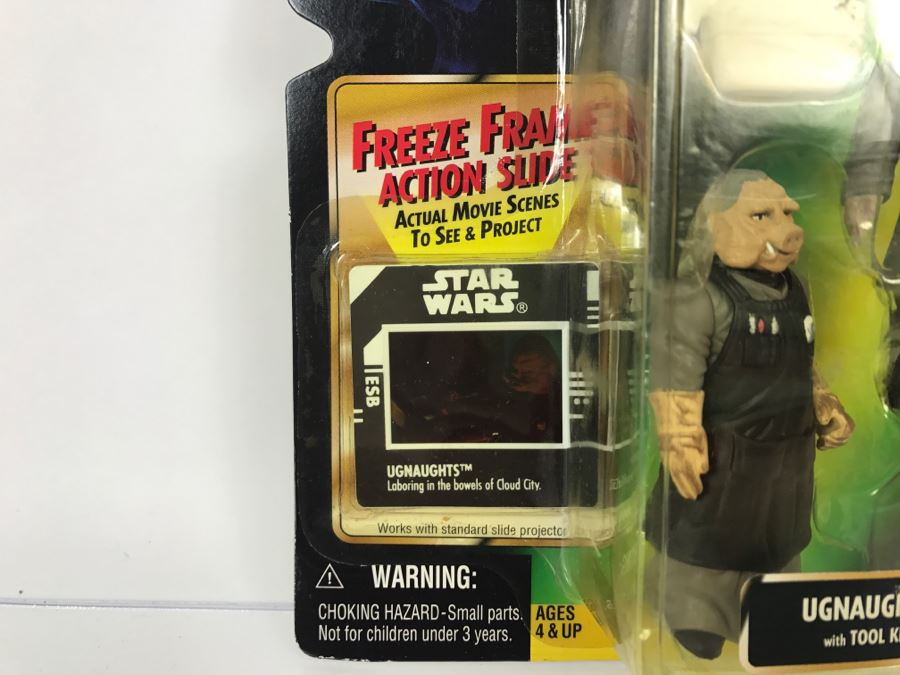 FREEZE FRAME
ACTION SLIDE
ACTUAL MOVIE SCENES
TO SEE & PROJECT
STAR
WARS®
ESB
UGNAUGHTS™
Laboring in the bowels of Cloud City.
Works with standard slide projector
⚠ WARNING:
CHOKING HAZARD-Small parts.
Not for children under 3 years.
AGES
4 & UP
UGNAUG
with TOOL K